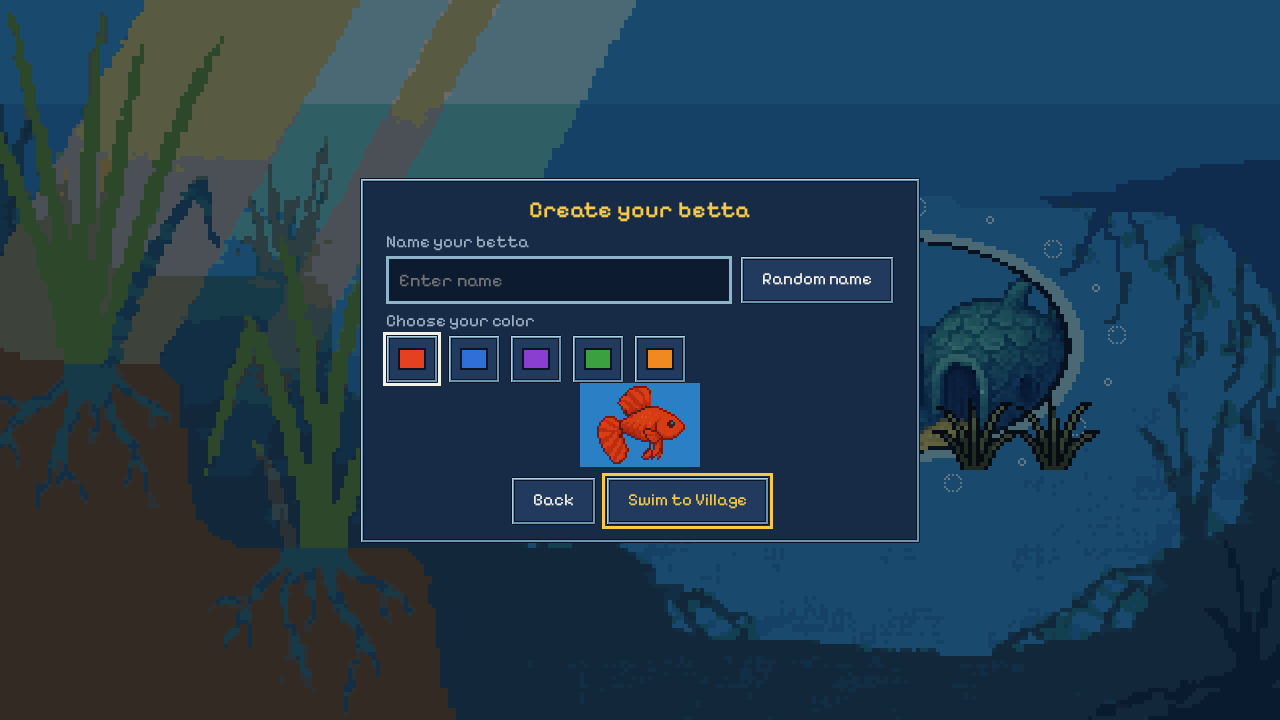 Create your betta
Name your betta
Enter name
Random name
Choose your color
Back
Swim to Village